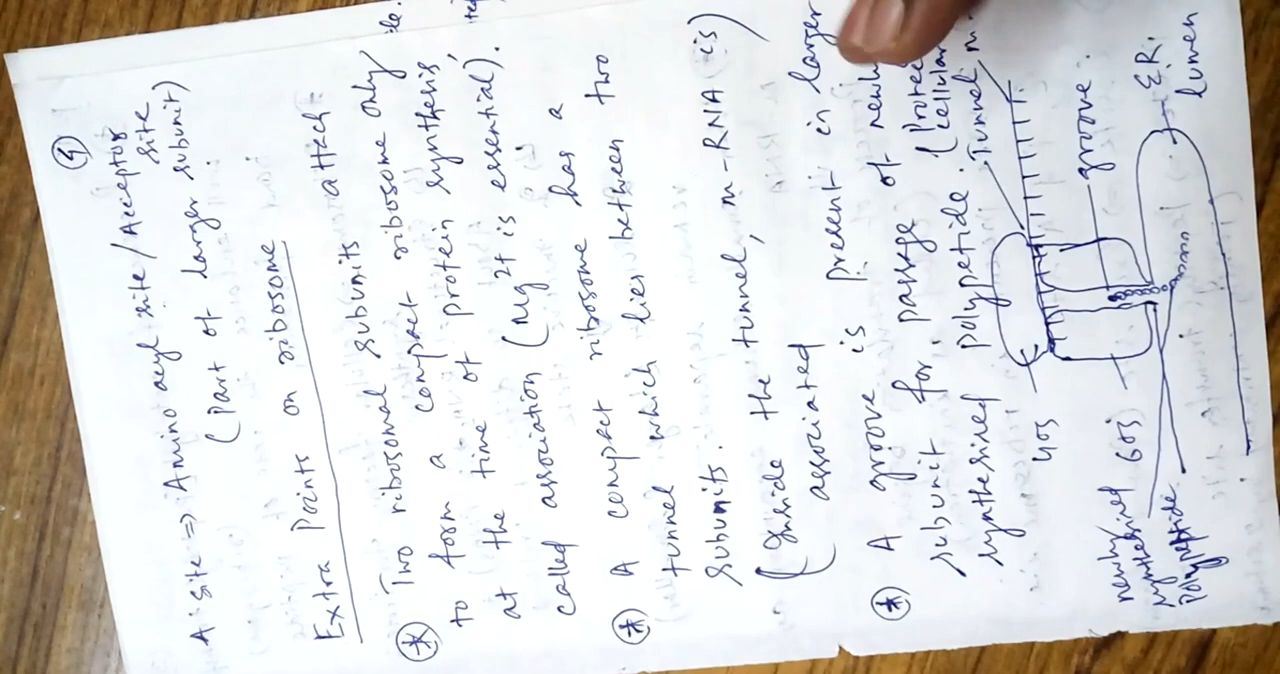 9
A site => Amino acyl site/Acceptor site
(Part of larger subunit)
Extra Points on ribosome
* Two ribosomal subunits attach
to form a compact ribosome only
at the time of protein synthesis,
called association (Mg2+ is essential).
* A compact ribosome has a
tunnel which lies between two
subunits.
(Inside the tunnel, m-RNA is
associated)
* A groove is present in larger
subunit for passage of newly
synthesized polypetide.
Tunnel
40s
groove
60s
E.R. lumen
newly
synthesized
polypeptide